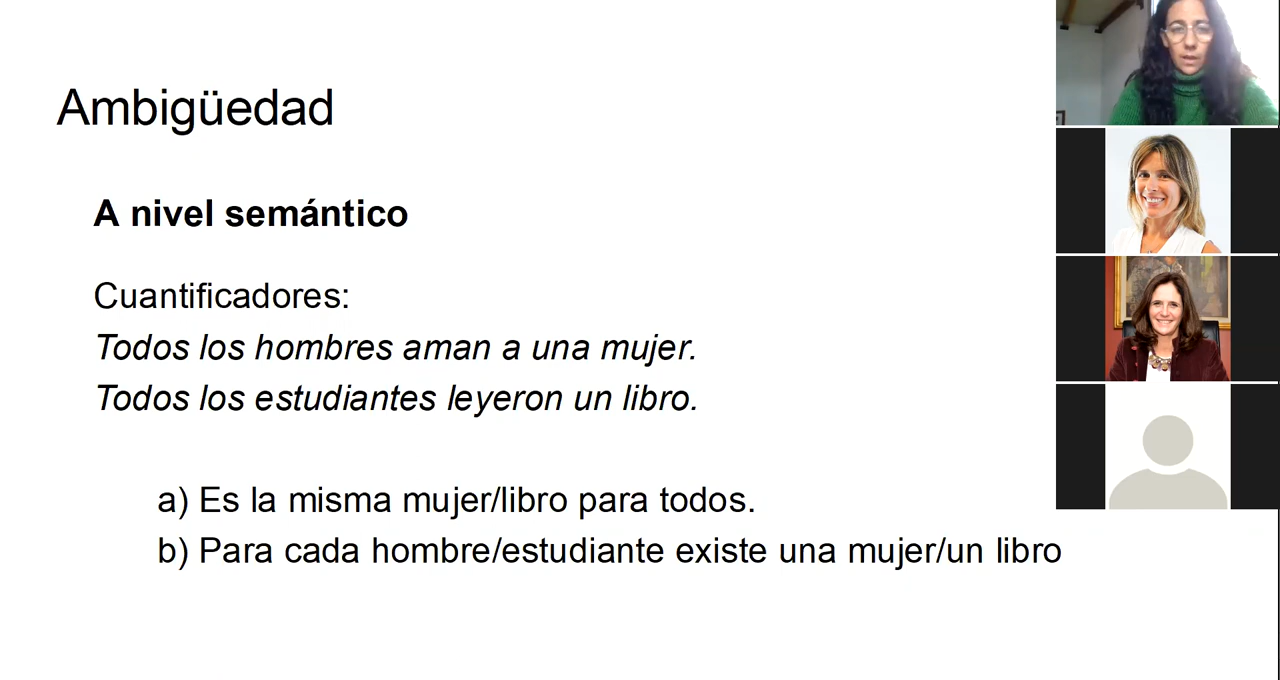 Ambigüedad
A nivel semántico
Cuantificadores:
Todos los hombres aman a una mujer.
Todos los estudiantes leyeron un libro.
a) Es la misma mujer/libro para todos.
b) Para cada hombre/estudiante existe una mujer/un libro